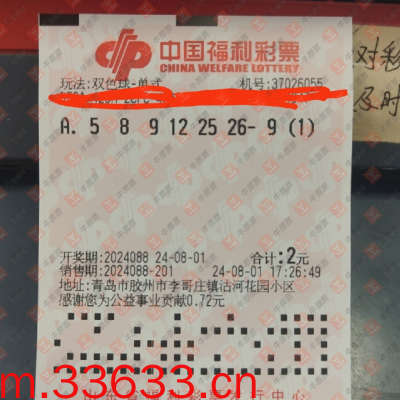 中国福利彩票
CHINA WELFARE LOTTERY
玩法:双色球-单式 机号:37026055
A. 5 8 9 12 25 26- 9 (1)
开奖期:2024088 24-08-01 合计:2元
销售期:2024088-201 24-08-01 17:26:49
地址:青岛市胶州市李哥庄镇沽河花园小区
感谢您为公益事业贡献0.72元
m.33633.cn
对彩
及时